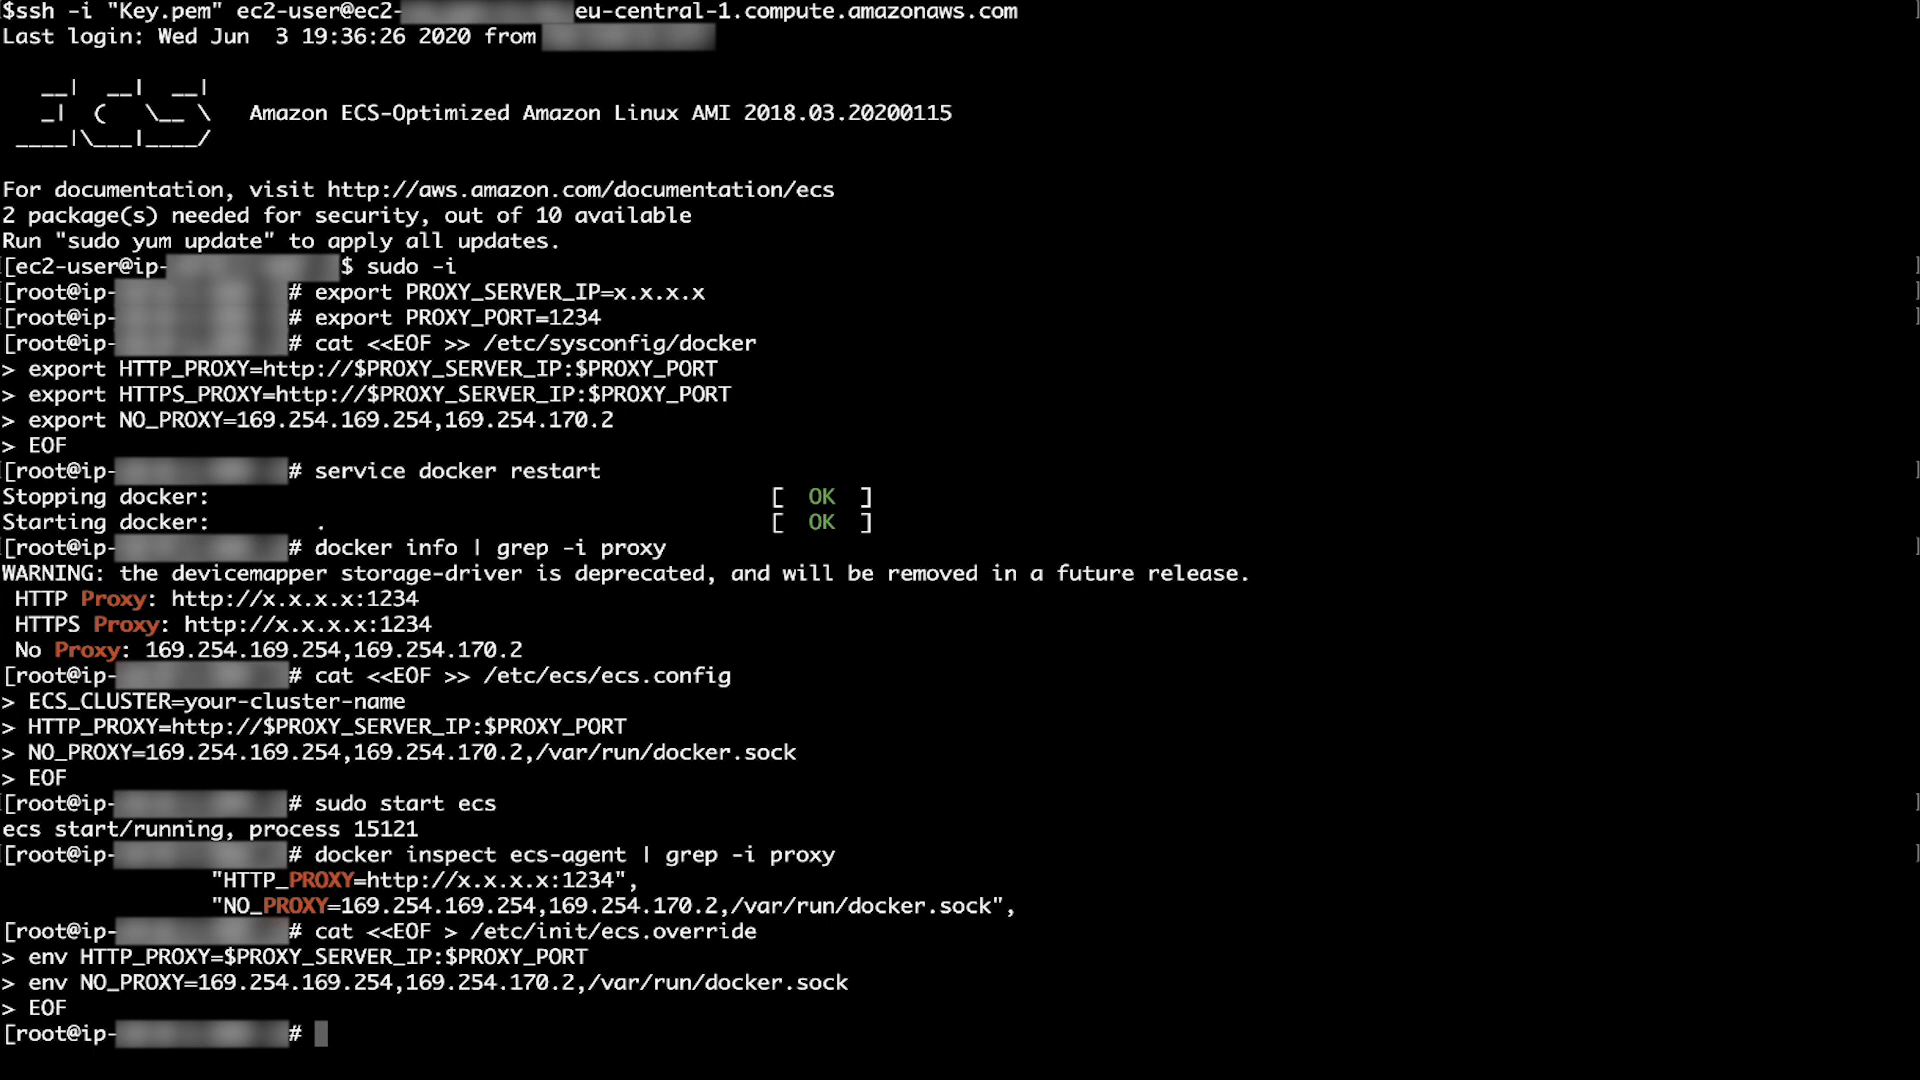 $ssh -i "Key.pem" ec2-user@ec2- eu-central-1.compute.amazonaws.com
Last login: Wed Jun  3 19:36:26 2020 from
   __|  __|  __|
   _|  (   \__ \   Amazon ECS-Optimized Amazon Linux AMI 2018.03.20200115
 ____|\___|____/
For documentation, visit http://aws.amazon.com/documentation/ecs
2 package(s) needed for security, out of 10 available
Run "sudo yum update" to apply all updates.
[ec2-user@ip- $ sudo -i ]
[root@ip- # export PROXY_SERVER_IP=x.x.x.x ]
[root@ip- # export PROXY_PORT=1234 ]
[root@ip- # cat <<EOF >> /etc/sysconfig/docker
> export HTTP_PROXY=http://$PROXY_SERVER_IP:$PROXY_PORT
> export HTTPS_PROXY=http://$PROXY_SERVER_IP:$PROXY_PORT
> export NO_PROXY=169.254.169.254,169.254.170.2
> EOF
[root@ip- # service docker restart ]
Stopping docker: [  OK  ]
Starting docker: . [  OK  ]
[root@ip- # docker info | grep -i proxy ]
WARNING: the devicemapper storage-driver is deprecated, and will be removed in a future release.
 HTTP Proxy: http://x.x.x.x:1234
 HTTPS Proxy: http://x.x.x.x:1234
 No Proxy: 169.254.169.254,169.254.170.2
[root@ip- # cat <<EOF >> /etc/ecs/ecs.config
> ECS_CLUSTER=your-cluster-name
> HTTP_PROXY=http://$PROXY_SERVER_IP:$PROXY_PORT
> NO_PROXY=169.254.169.254,169.254.170.2,/var/run/docker.sock
> EOF
[root@ip- # sudo start ecs ]
ecs start/running, process 15121
[root@ip- # docker inspect ecs-agent | grep -i proxy ]
"HTTP_PROXY=http://x.x.x.x:1234",
"NO_PROXY=169.254.169.254,169.254.170.2,/var/run/docker.sock",
[root@ip- # cat <<EOF > /etc/init/ecs.override
> env HTTP_PROXY=$PROXY_SERVER_IP:$PROXY_PORT
> env NO_PROXY=169.254.169.254,169.254.170.2,/var/run/docker.sock
> EOF
[root@ip- #